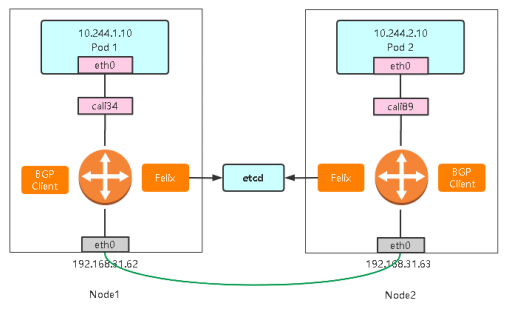 10.244.1.10
Pod 1
eth0
cali34
BGP
Client
Felix
eth0
192.168.31.62
Node1
etcd
10.244.2.10
Pod 2
eth0
cali89
Felix
BGP
Client
eth0
192.168.31.63
Node2